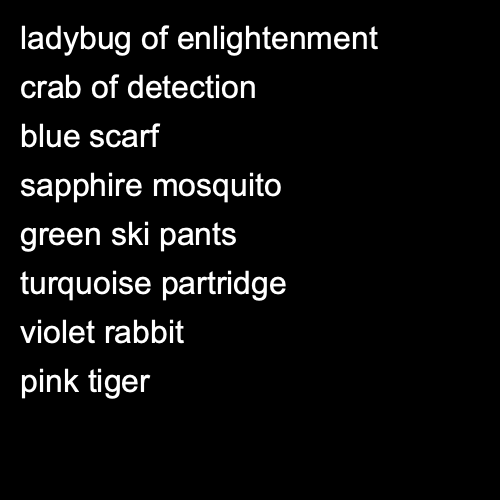 ladybug of enlightenment
crab of detection
blue scarf
sapphire mosquito
green ski pants
turquoise partridge
violet rabbit
pink tiger